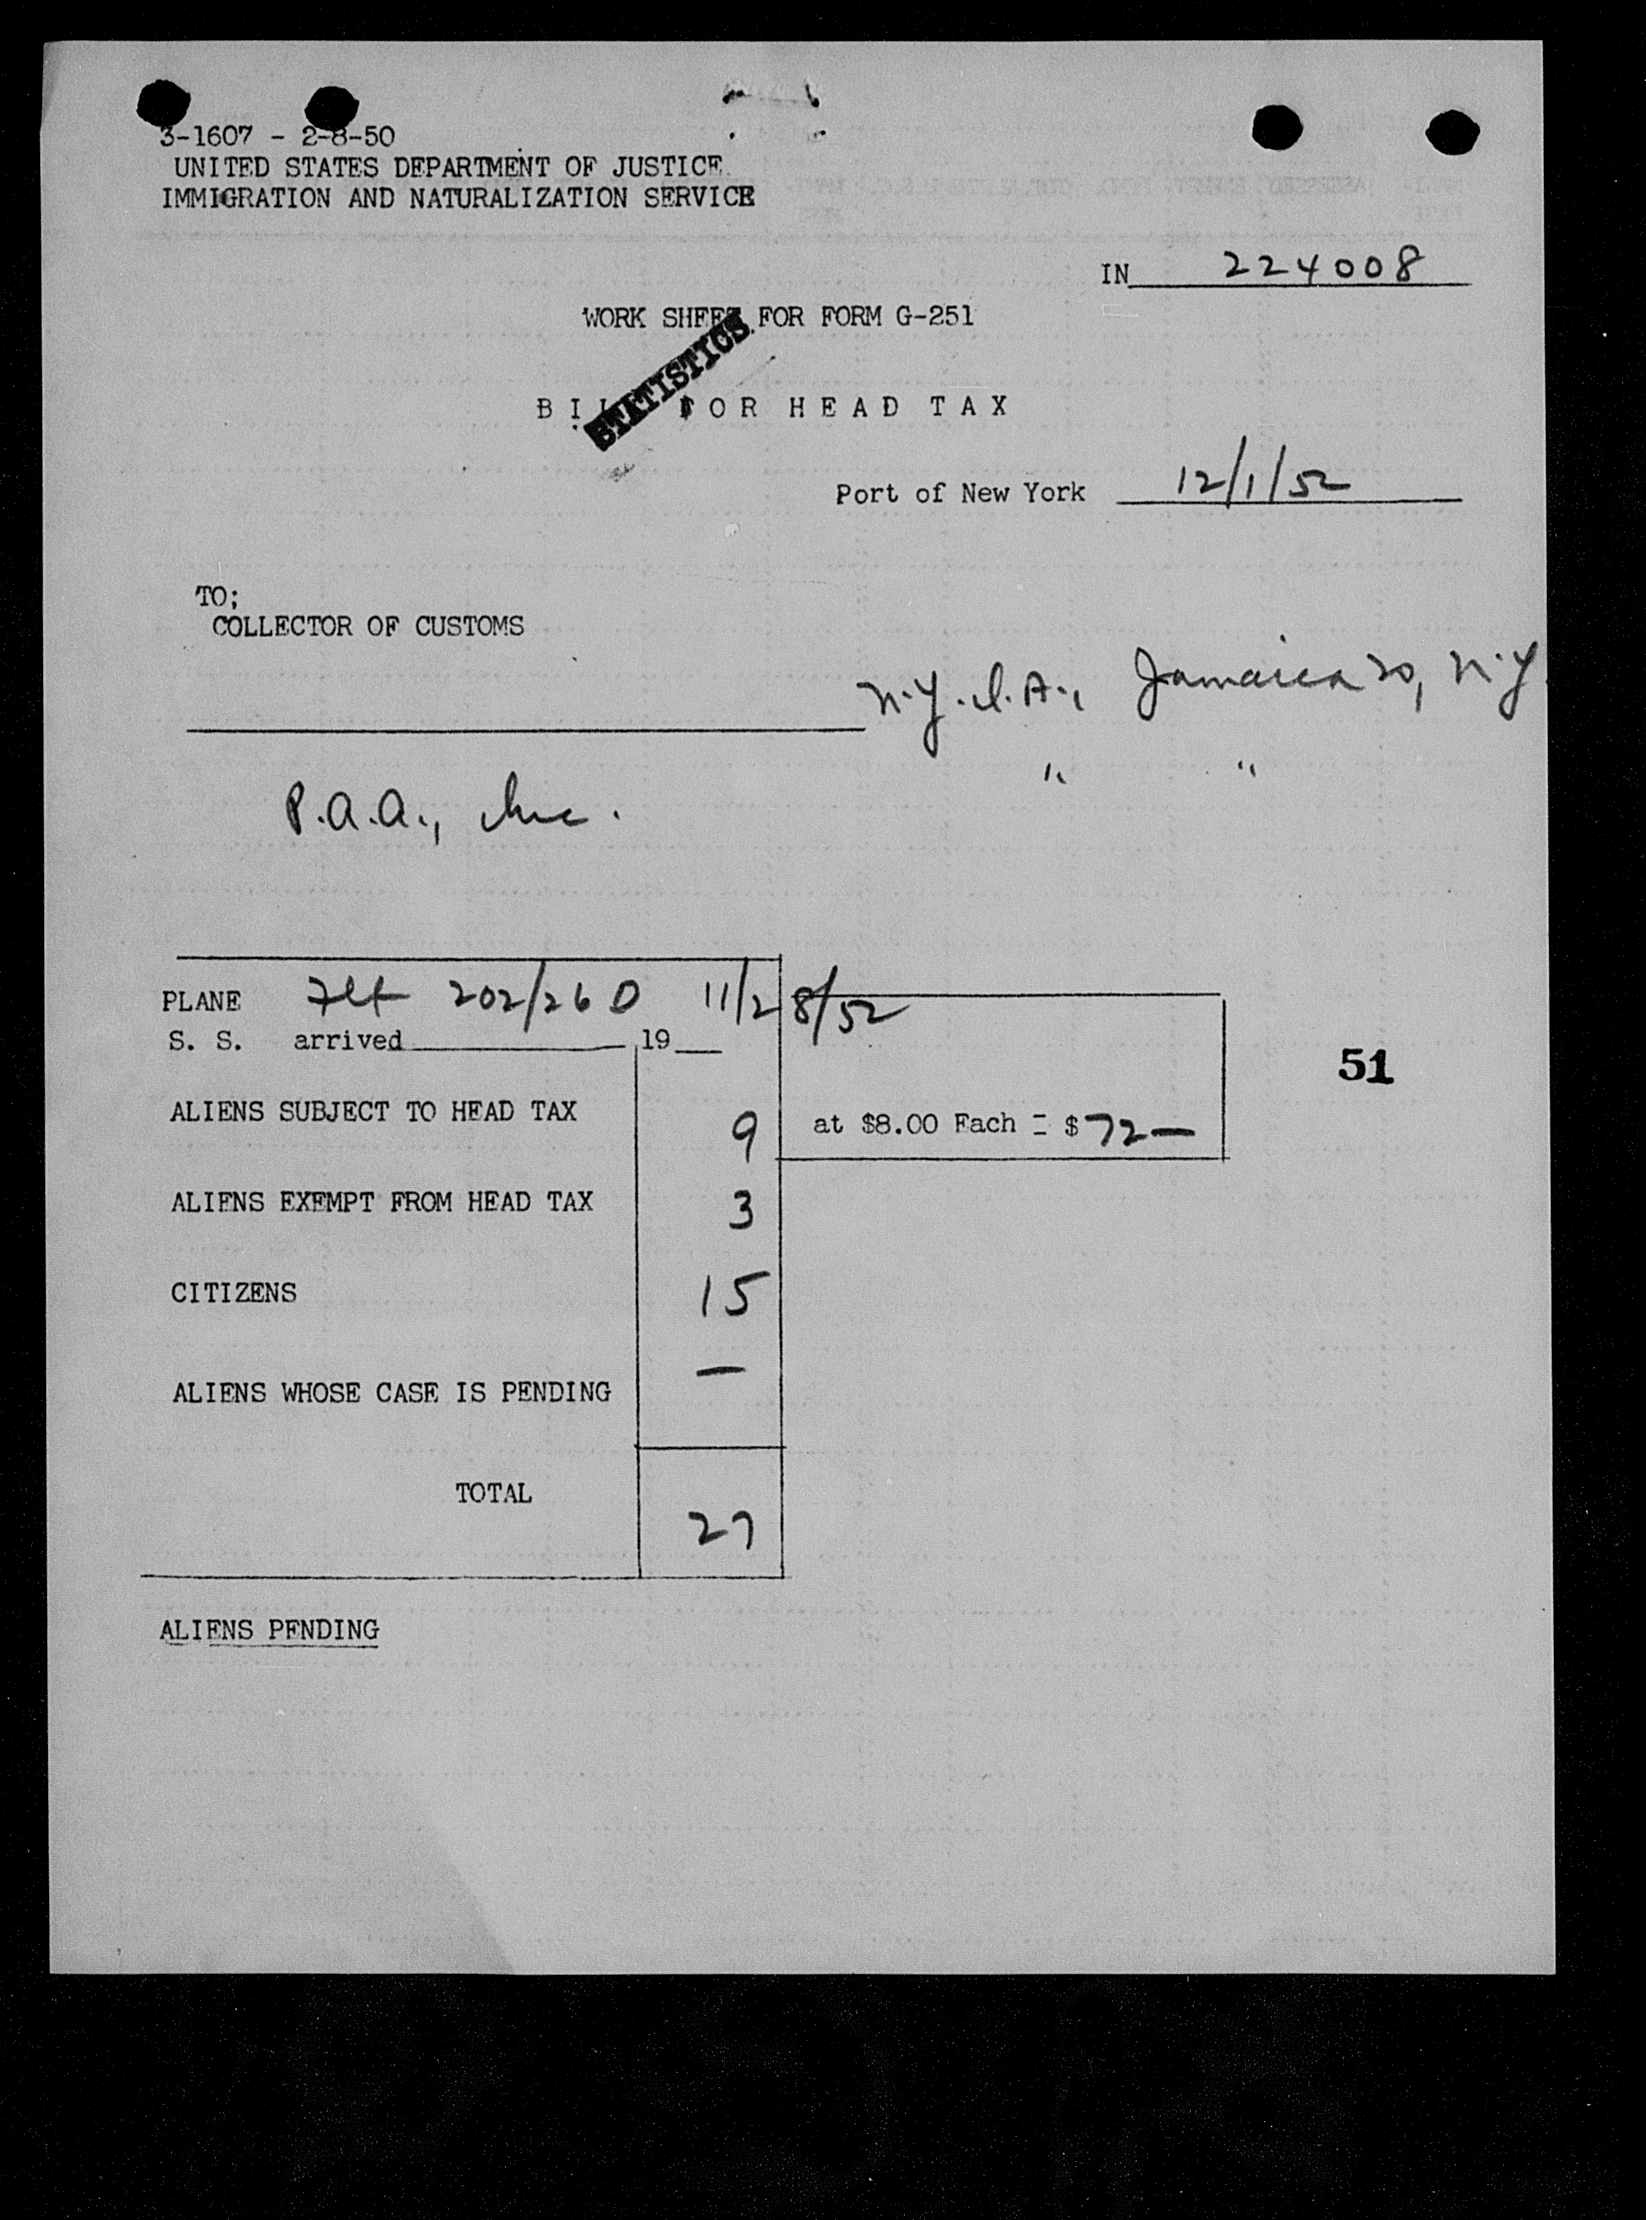 3-1607 - 2-8-50
UNITED STATES DEPARTMENT OF JUSTICE
IMMIGRATION AND NATURALIZATION SERVICE
IN 224008
WORK SHEET FOR FORM G-251
STATISTICS
BILL FOR HEAD TAX
Port of New York 12/1/52
TO;
COLLECTOR OF CUSTOMS
N.Y.I.A., Jamaica 20, N.Y.
" "
P.A.A., Inc.
PLANE Flt 202/26 D 11/28/52
S. S. arrived 19
51
ALIENS SUBJECT TO HEAD TAX 9 at $8.00 Each = $72—
ALIENS EXEMPT FROM HEAD TAX 3
CITIZENS 15
ALIENS WHOSE CASE IS PENDING —
TOTAL 27
ALIENS PENDING